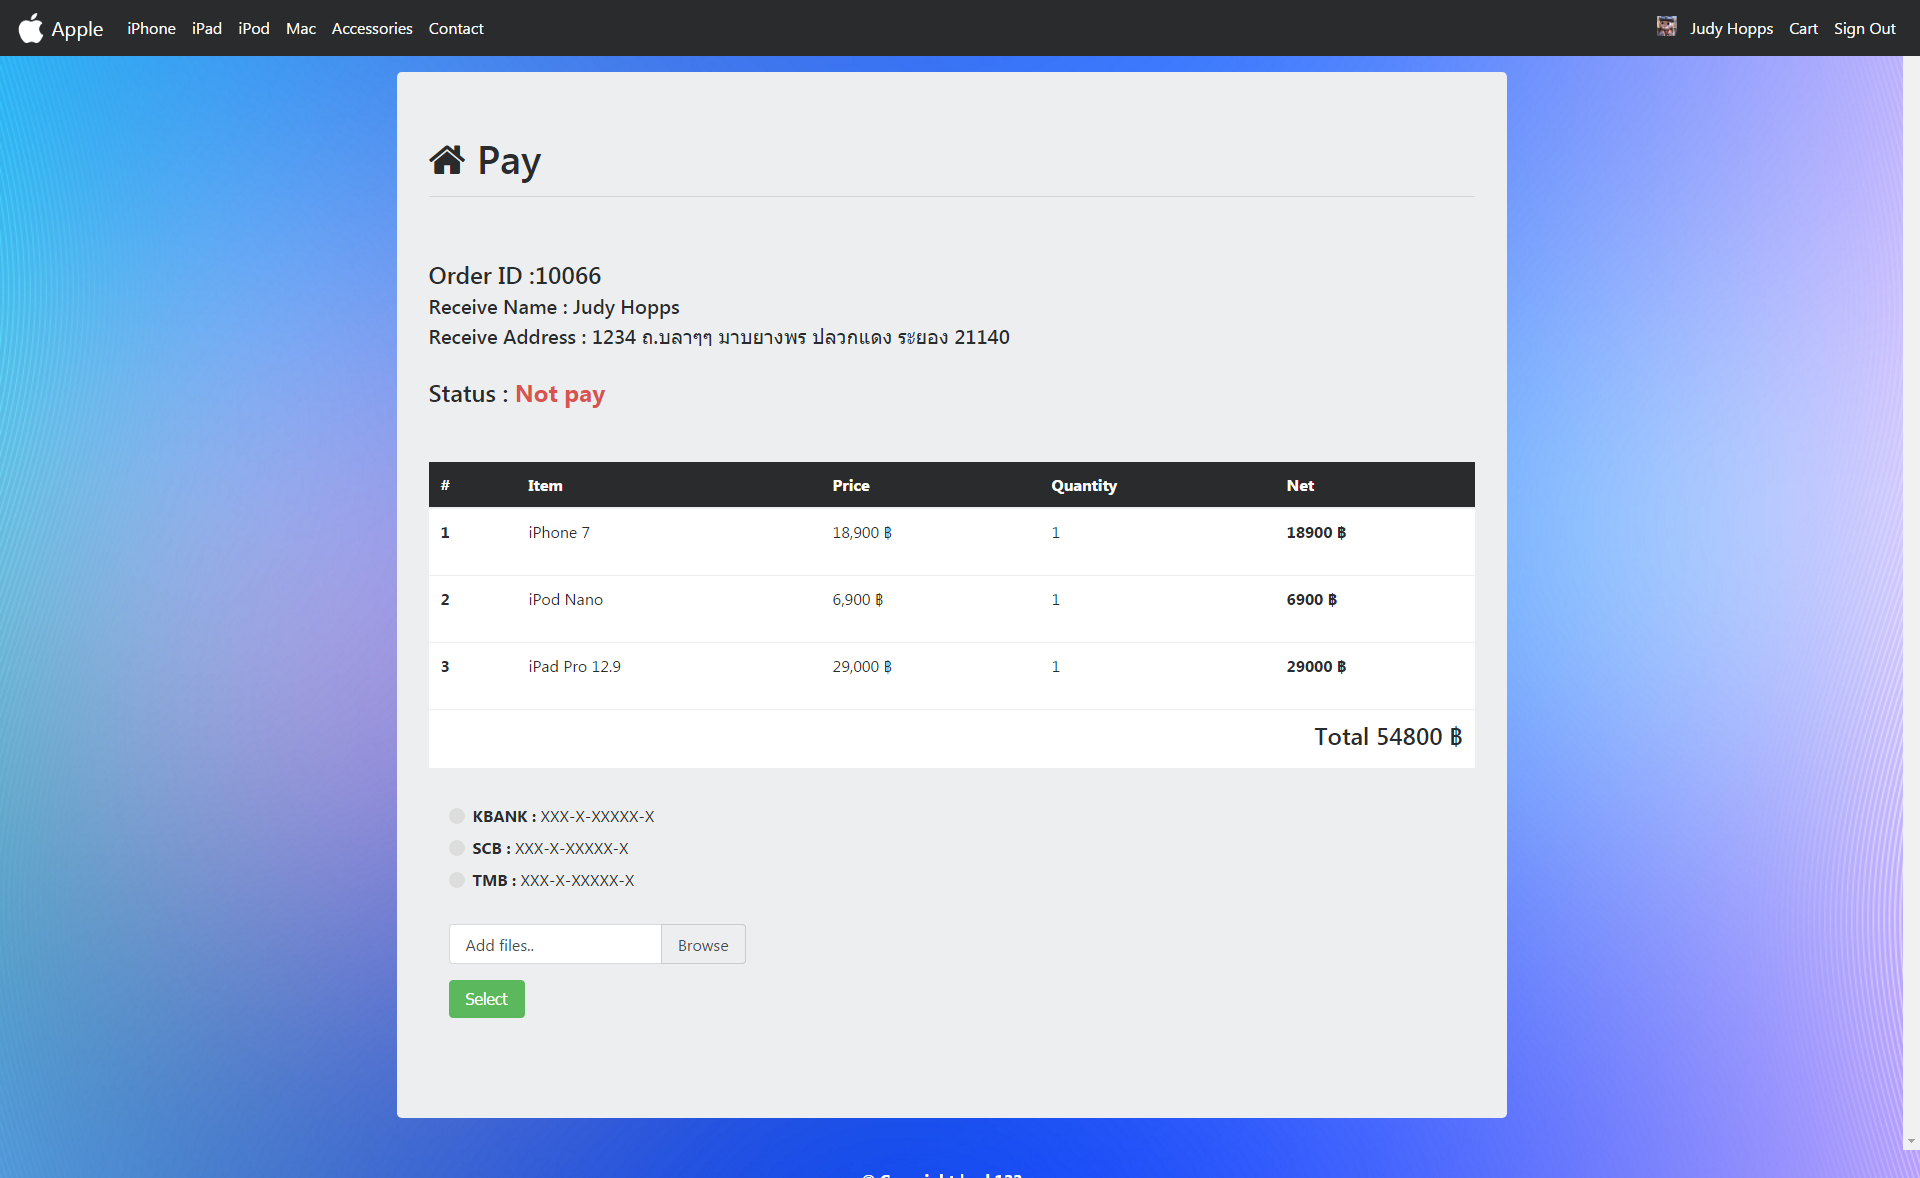 Apple iPhone iPad iPod Mac Accessories Contact Judy Hopps Cart Sign Out
Pay
Order ID :10066
Receive Name : Judy Hopps
Receive Address : 1234 ถ.บลาๆๆ มาบยางพร ปลวกแดง ระยอง 21140
Status : Not pay
# Item Price Quantity Net
1 iPhone 7 18,900 ฿ 1 18900 ฿
2 iPod Nano 6,900 ฿ 1 6900 ฿
3 iPad Pro 12.9 29,000 ฿ 1 29000 ฿
Total 54800 ฿
KBANK : XXX-X-XXXXX-X
SCB : XXX-X-XXXXX-X
TMB : XXX-X-XXXXX-X
Add files.. Browse
Select
© Copyright